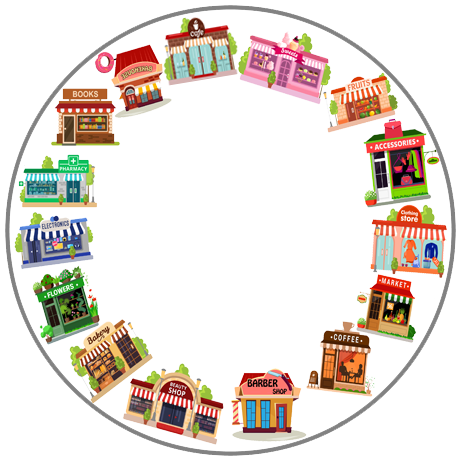 Cafe
Sweets
FRUITS
ACCESSORIES
Clothing
store
MARKET
COFFEE
BARBER
SHOP
BEAUTY
SHOP
Bakery
FLOWERS
ELECTRONICS
PHARMACY
BOOKS